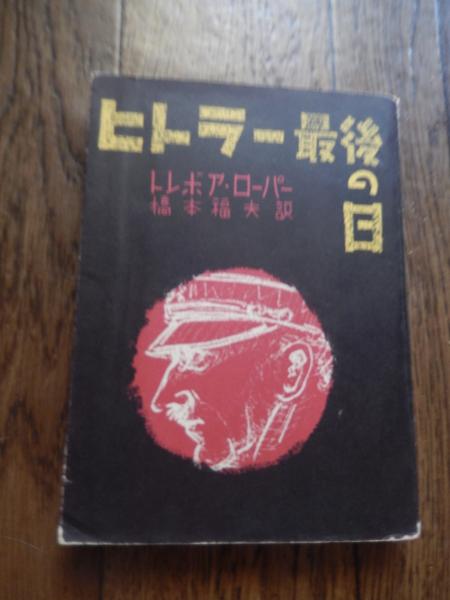 ヒトラー最後の日
トレボア・ローパー
橋本福夫訳